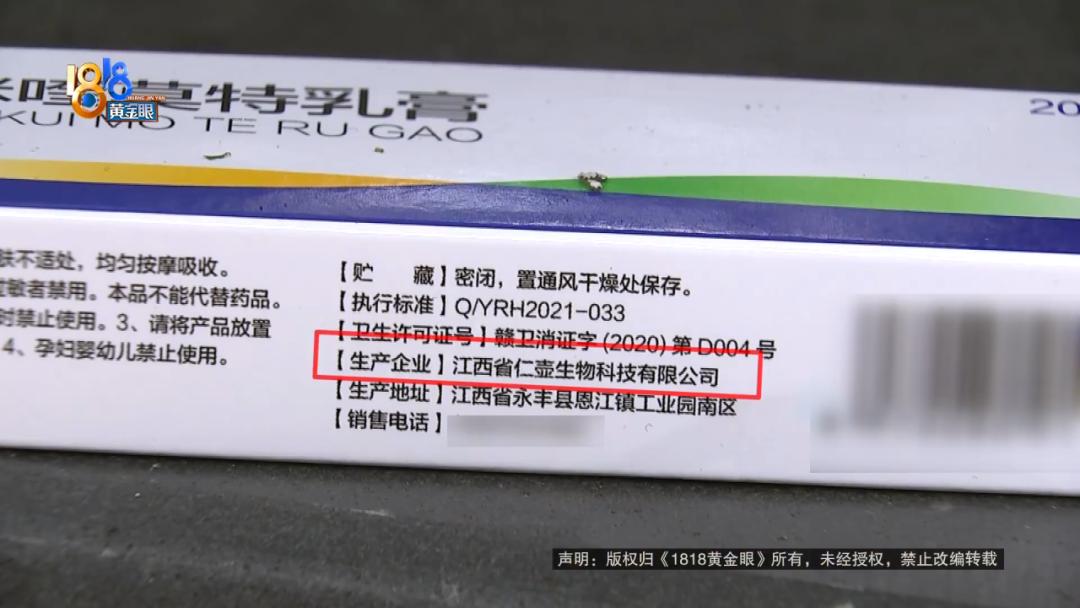 1818
黄金眼
莫特乳膏
KUI MO TE RU GAO
20
肤不适处，均匀按摩吸收。
过敏者禁用。本品不能代替药品。
时禁止使用。3、请将产品放置
4、孕妇婴幼儿禁止使用。
【贮 藏】密闭，置通风干燥处保存。
【执行标准】Q/YRH2021-033
【卫生许可证号】赣卫消证字(2020)第D004号
【生产企业】江西省仁壶生物科技有限公司
【生产地址】江西省永丰县恩江镇工业园南区
【销售电话】
声明：版权归《1818黄金眼》所有，未经授权，禁止改编转载